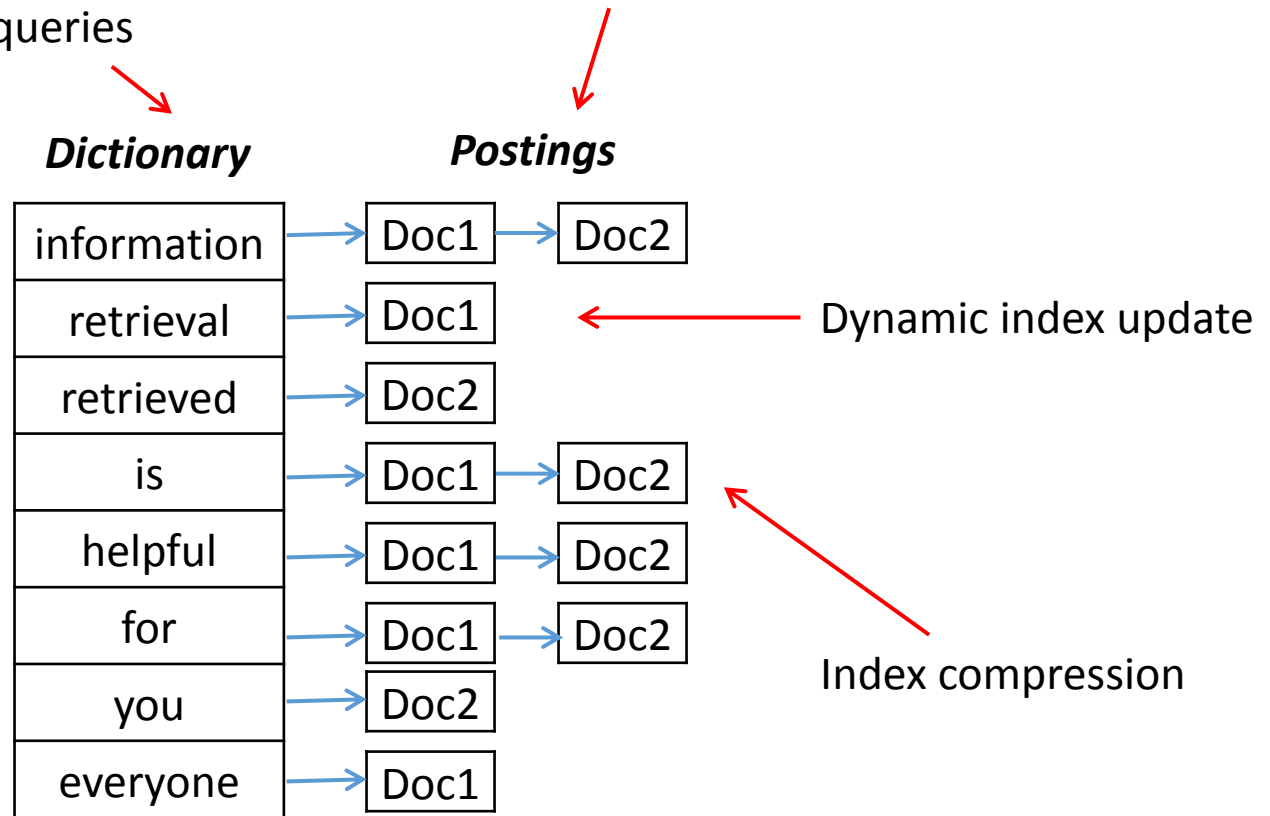 queries
Dictionary Postings
information Doc1 Doc2
retrieval Doc1 Dynamic index update
retrieved Doc2
is Doc1 Doc2
helpful Doc1 Doc2
for Doc1 Doc2
Index compression
you Doc2
everyone Doc1